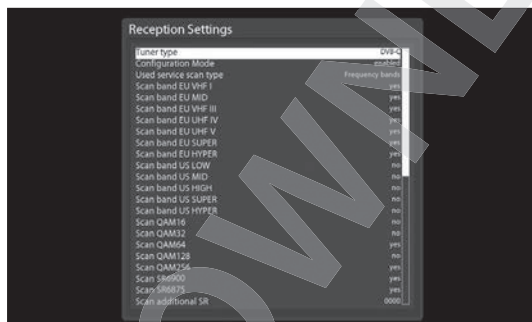 Reception Settings
Tuner type DVB-C
Configuration Mode enabled
Used service scan type Frequency bands
Scan band EU VHF I yes
Scan band EU MID yes
Scan band EU VHF III yes
Scan band EU UHF IV yes
Scan band EU UHF V yes
Scan band EU SUPER yes
Scan band EU HYPER yes
Scan band US LOW no
Scan band US MID no
Scan band US HIGH no
Scan band US SUPER no
Scan band US HYPER no
Scan QAM16 no
Scan QAM32 no
Scan QAM64 yes
Scan QAM128 no
Scan QAM256 yes
Scan SR6900 yes
Scan SR6875 yes
Scan additional SR 0000